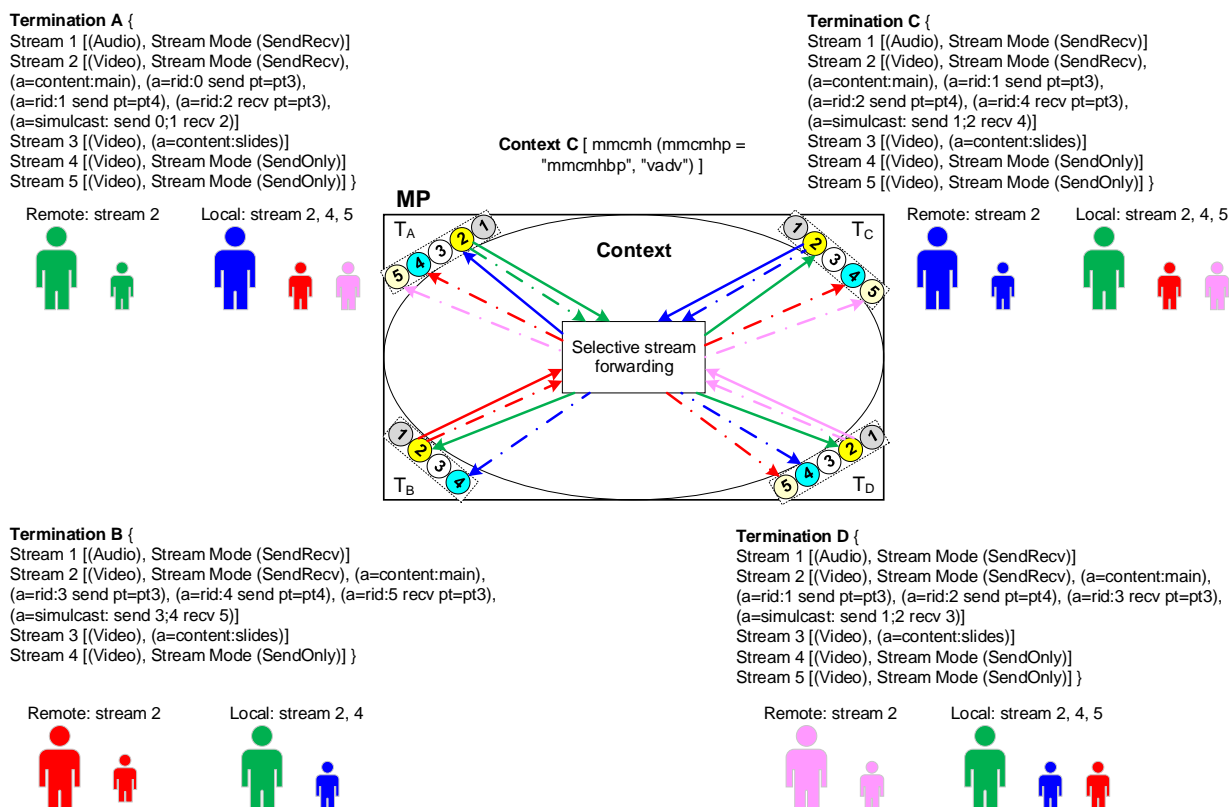 Termination A {
Stream 1 [(Audio), Stream Mode (SendRecv)]
Stream 2 [(Video), Stream Mode (SendRecv),
(a=content:main), (a=rid:0 send pt=pt3),
(a=rid:1 send pt=pt4), (a=rid:2 recv pt=pt3),
(a=simulcast: send 0;1 recv 2)]
Stream 3 [(Video), (a=content:slides)]
Stream 4 [(Video), Stream Mode (SendOnly)]
Stream 5 [(Video), Stream Mode (SendOnly)] }
Remote: stream 2
Local: stream 2, 4, 5
Context C [ mmcmh (mmcmhp =
"mmcmhbp", "vadv") ]
Termination C {
Stream 1 [(Audio), Stream Mode (SendRecv)]
Stream 2 [(Video), Stream Mode (SendRecv),
(a=content:main), (a=rid:1 send pt=pt3),
(a=rid:2 send pt=pt4), (a=rid:4 recv pt=pt3),
(a=simulcast: send 1;2 recv 4)]
Stream 3 [(Video), (a=content:slides)]
Stream 4 [(Video), Stream Mode (SendOnly)]
Stream 5 [(Video), Stream Mode (SendOnly)] }
Remote: stream 2
Local: stream 2, 4, 5
MP
TA
5 4 3 2 1
Context
TC
1 2 3 4 5
Selective stream
forwarding
1 2 3 4
TB
5 4 3 2 1
TD
Termination B {
Stream 1 [(Audio), Stream Mode (SendRecv)]
Stream 2 [(Video), Stream Mode (SendRecv), (a=content:main),
(a=rid:3 send pt=pt3), (a=rid:4 send pt=pt4), (a=rid:5 recv pt=pt3),
(a=simulcast: send 3;4 recv 5)]
Stream 3 [(Video), (a=content:slides)]
Stream 4 [(Video), Stream Mode (SendOnly)] }
Remote: stream 2
Local: stream 2, 4
Termination D {
Stream 1 [(Audio), Stream Mode (SendRecv)]
Stream 2 [(Video), Stream Mode (SendRecv), (a=content:main),
(a=rid:1 send pt=pt3), (a=rid:2 send pt=pt4), (a=rid:3 recv pt=pt3),
(a=simulcast: send 1;2 recv 3)]
Stream 3 [(Video), (a=content:slides)]
Stream 4 [(Video), Stream Mode (SendOnly)]
Stream 5 [(Video), Stream Mode (SendOnly)] }
Remote: stream 2
Local: stream 2, 4, 5